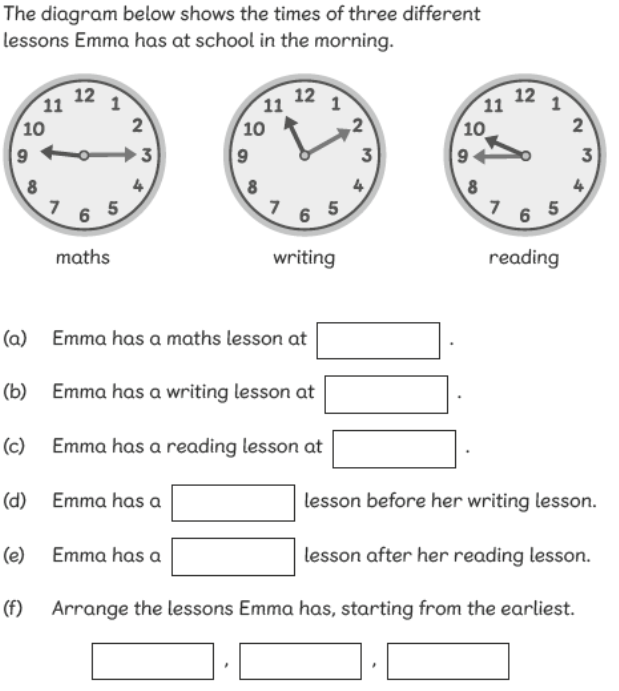 The diagram below shows the times of three different
lessons Emma has at school in the morning.
12 1 2 3 4 5 6 7 8 9 10 11
12 1 2 3 4 5 6 7 8 9 10 11
12 1 2 3 4 5 6 7 8 9 10 11
maths writing reading
(a) Emma has a maths lesson at .
(b) Emma has a writing lesson at .
(c) Emma has a reading lesson at .
(d) Emma has a lesson before her writing lesson.
(e) Emma has a lesson after her reading lesson.
(f) Arrange the lessons Emma has, starting from the earliest.
, ,